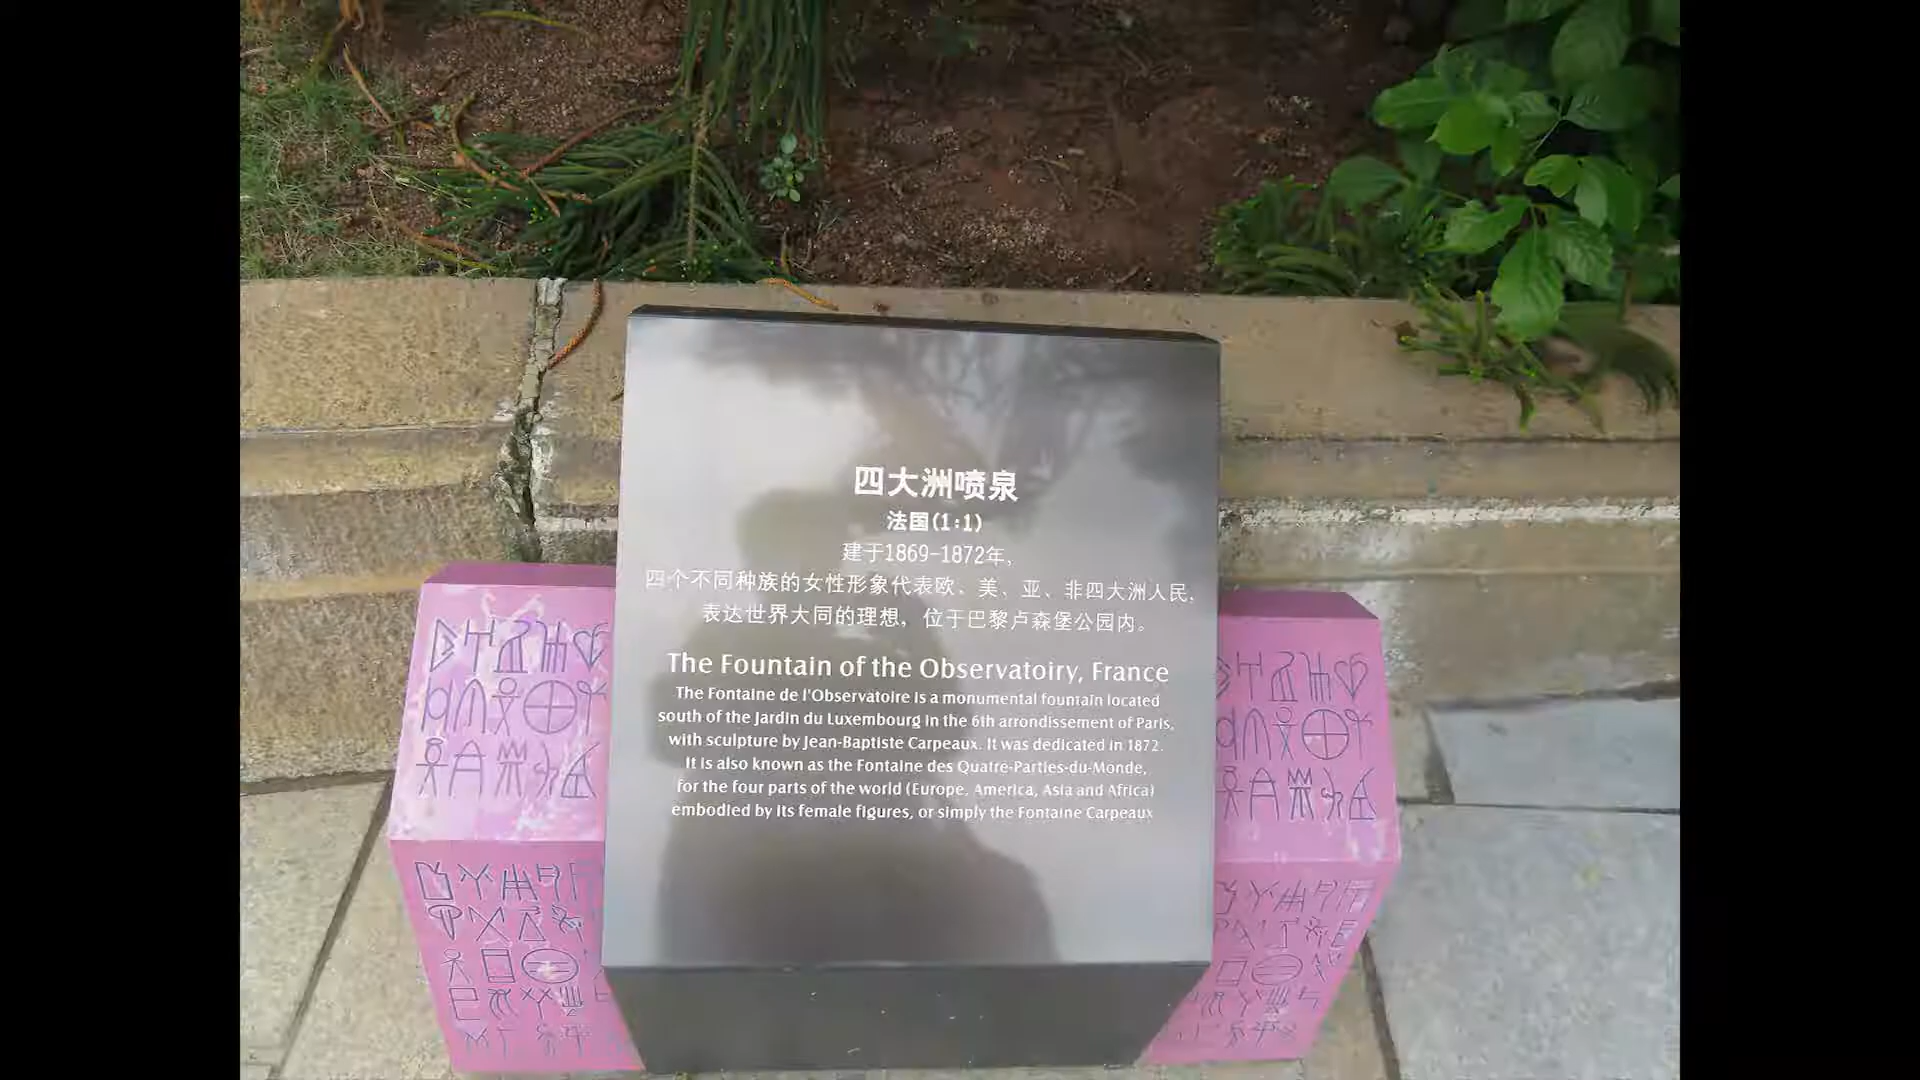 四大洲喷泉
法国(1:1)
建于1869-1872年，
四个不同种族的女性形象代表欧、美、亚、非四大洲人民，
表达世界大同的理想，位于巴黎卢森堡公园内。
The Fountain of the Observatoiry, France
The Fontaine de l'Observatoire is a monumental fountain located
south of the Jardin du Luxembourg in the 6th arrondissement of Paris,
with sculpture by Jean-Baptiste Carpeaux. It was dedicated in 1872.
It is also known as the Fontaine des Quatre-Parties-du-Monde,
for the four parts of the world (Europe, America, Asia and Africa)
embodied by its female figures, or simply the Fontaine Carpeaux